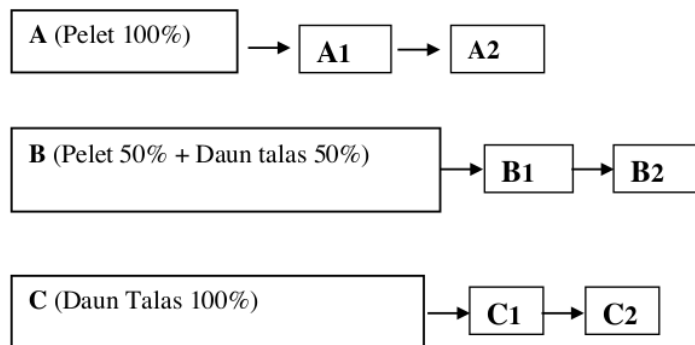 A (Pelet 100%) A1 A2
B (Pelet 50% + Daun talas 50%) B1 B2
C (Daun Talas 100%) C1 C2